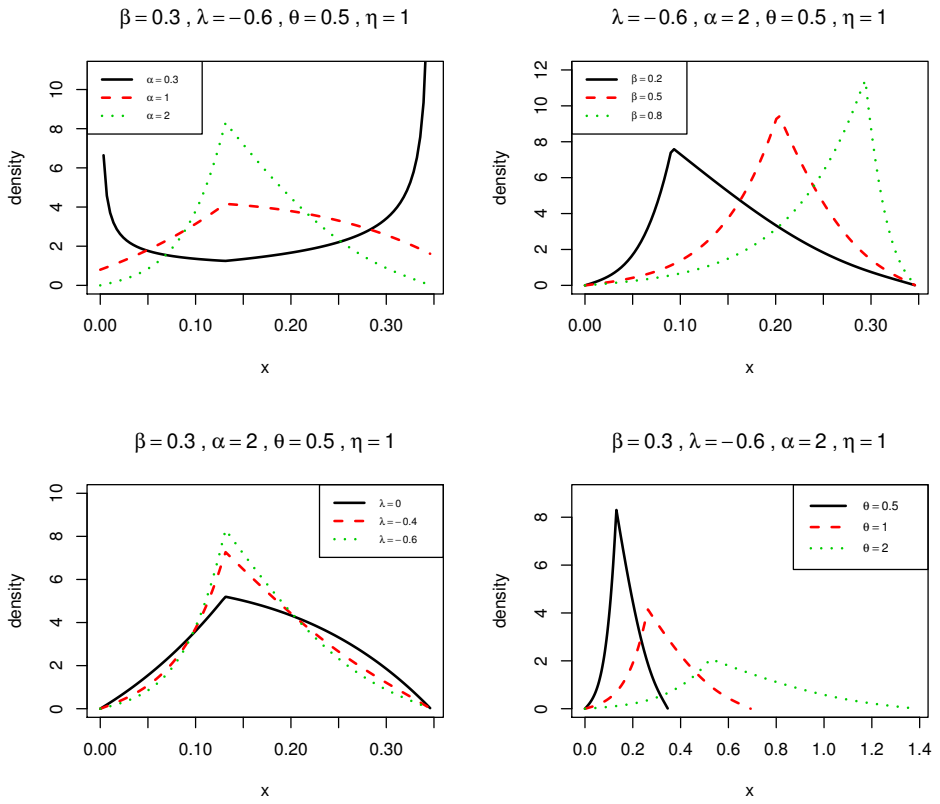 β = 0.3 , λ = −0.6 , θ = 0.5 , η = 1
density
10
8
6
4
2
0
α = 0.3
α = 1
α = 2
0.00 0.10 0.20 0.30
x
λ = −0.6 , α = 2 , θ = 0.5 , η = 1
density
12
10
8
6
4
2
0
β = 0.2
β = 0.5
β = 0.8
0.00 0.10 0.20 0.30
x
β = 0.3 , α = 2 , θ = 0.5 , η = 1
density
10
8
6
4
2
0
λ = 0
λ = −0.4
λ = −0.6
0.00 0.10 0.20 0.30
x
β = 0.3 , λ = −0.6 , α = 2 , η = 1
density
8
6
4
2
0
θ = 0.5
θ = 1
θ = 2
0.0 0.2 0.4 0.6 0.8 1.0 1.2 1.4
x